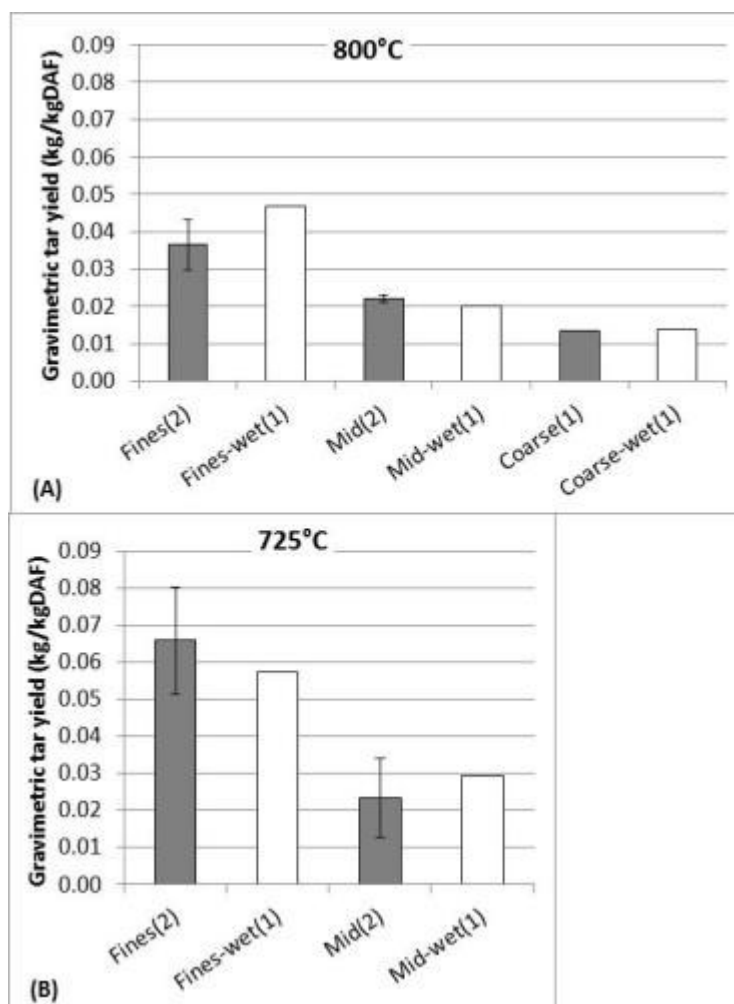 800°C
Gravimetric tar yield (kg/kgDAF)
0.09
0.08
0.07
0.06
0.05
0.04
0.03
0.02
0.01
0.00
Fines(2)
Fines-wet(1)
Mid(2)
Mid-wet(1)
Coarse(1)
Coarse-wet(1)
(A)
725°C
Gravimetric tar yield (kg/kgDAF)
0.09
0.08
0.07
0.06
0.05
0.04
0.03
0.02
0.01
0.00
Fines(2)
Fines-wet(1)
Mid(2)
Mid-wet(1)
(B)